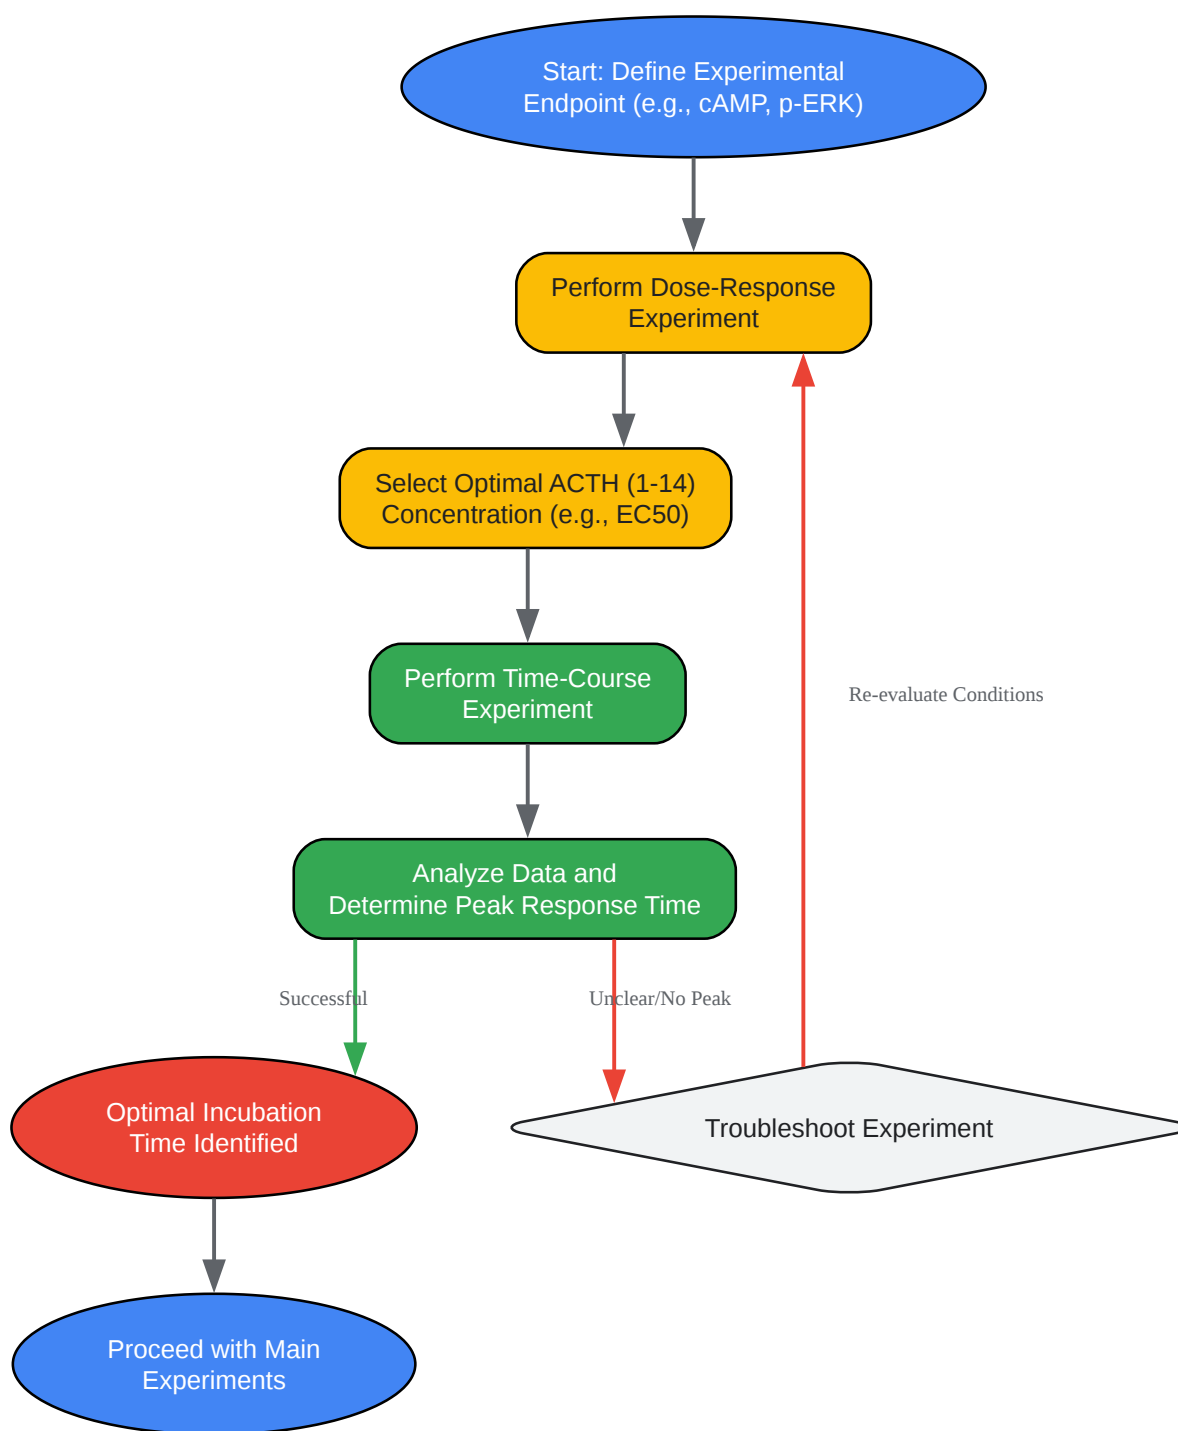 Start: Define Experimental
Endpoint (e.g., cAMP, p-ERK)
Perform Dose-Response
Experiment
Select Optimal ACTH (1-14)
Concentration (e.g., EC50)
Perform Time-Course
Experiment
Re-evaluate Conditions
Analyze Data and
Determine Peak Response Time
Successful
Unclear/No Peak
Optimal Incubation
Time Identified
Troubleshoot Experiment
Proceed with Main
Experiments